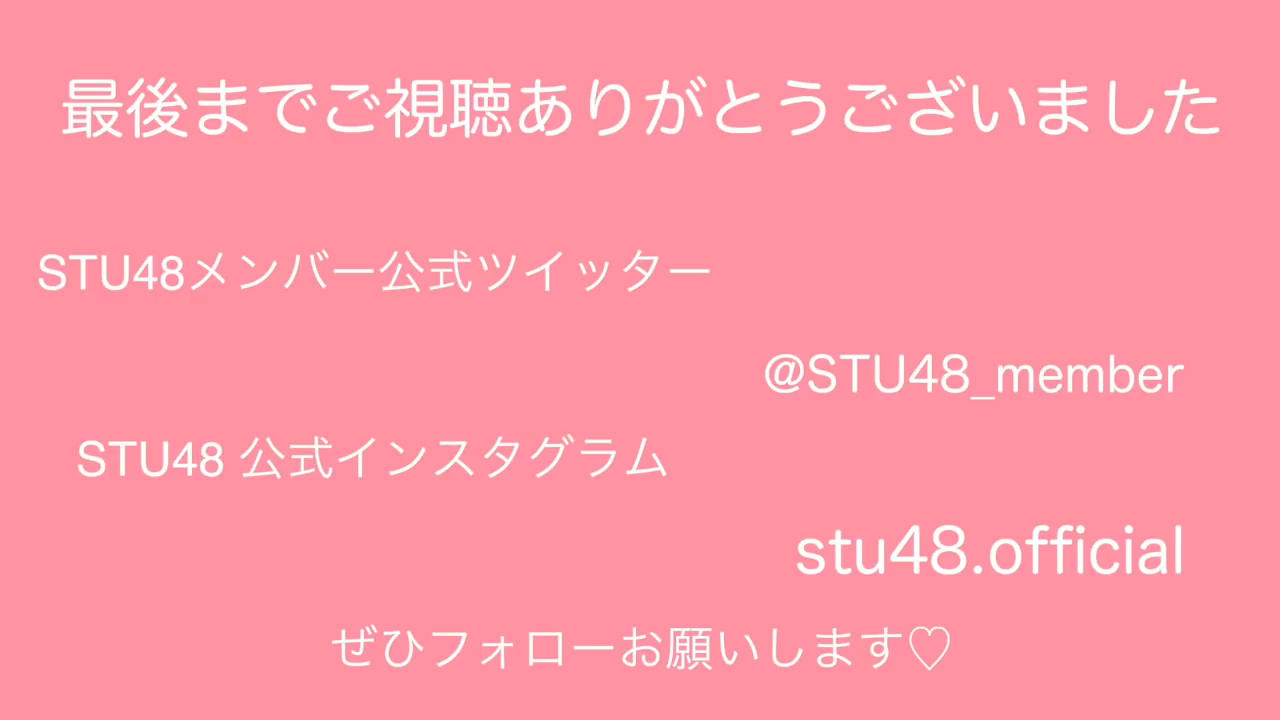 最後までご視聴ありがとうございました
STU48メンバー公式ツイッター
@STU48_member
STU48 公式インスタグラム
stu48.official
ぜひフォローお願いします♡